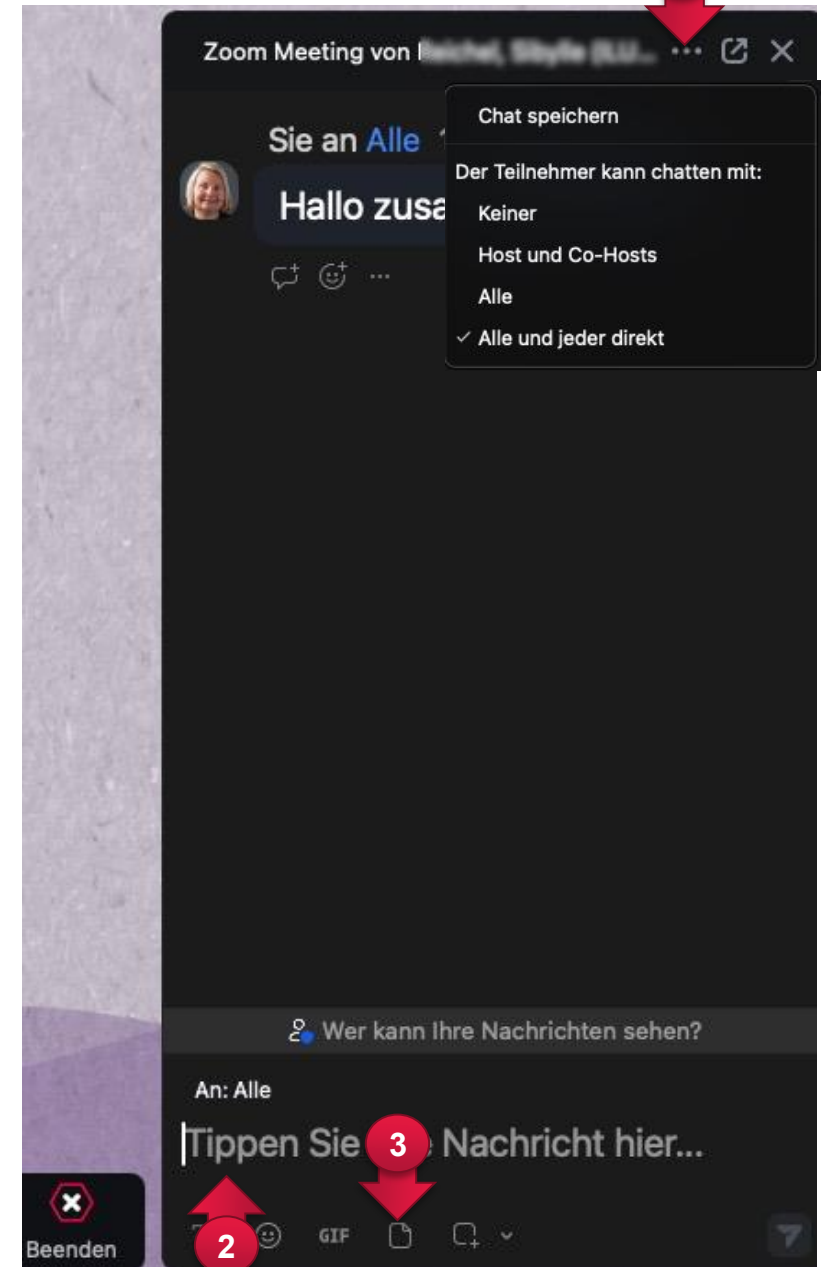 Zoom Meeting von
Chat speichern
Sie an Alle
Der Teilnehmer kann chatten mit:
Hallo zusa
Keiner
Host und Co-Hosts
Alle
✓ Alle und jeder direkt
Wer kann Ihre Nachrichten sehen?
An: Alle
Tippen Sie Nachricht hier...
3
2
GIF
Beenden